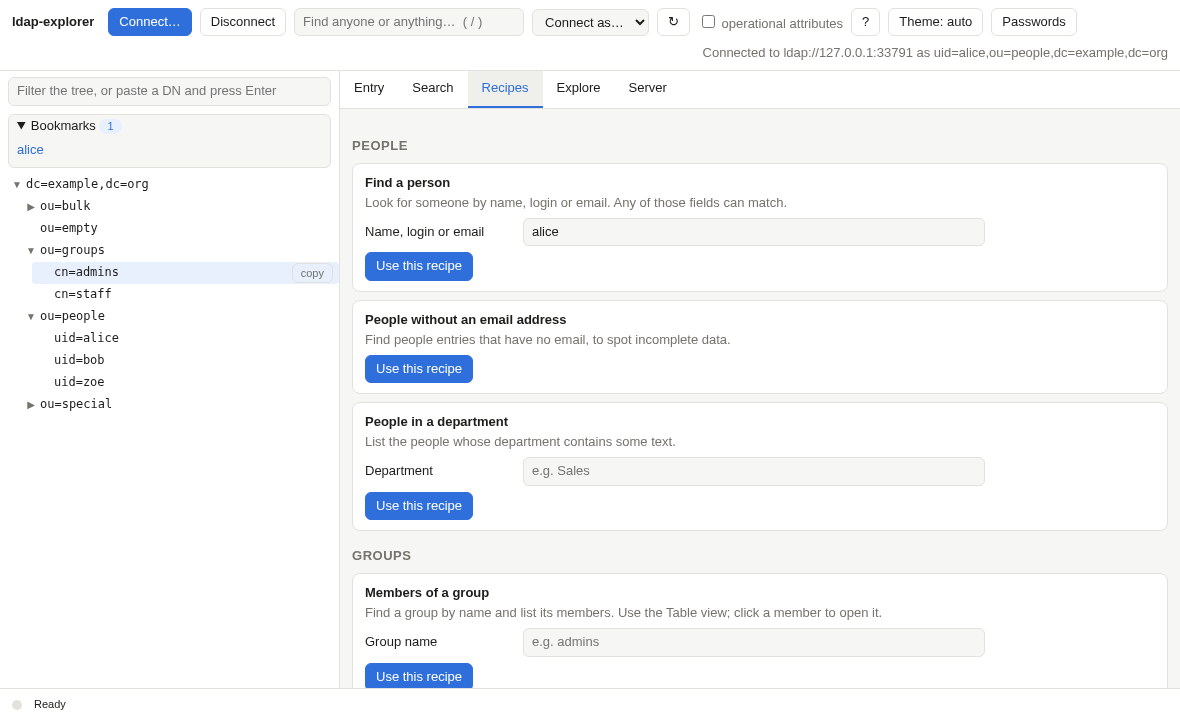 ldap-explorer Connect… Disconnect Find anyone or anything… ( / ) Connect as… ↻ operational attributes ? Theme: auto Passwords
Connected to ldap://127.0.0.1:33791 as uid=alice,ou=people,dc=example,dc=org
Filter the tree, or paste a DN and press Enter
▼ Bookmarks 1
alice
▼ dc=example,dc=org
▶ ou=bulk
ou=empty
▼ ou=groups
cn=admins copy
cn=staff
▼ ou=people
uid=alice
uid=bob
uid=zoe
▶ ou=special
Entry Search Recipes Explore Server
PEOPLE
Find a person
Look for someone by name, login or email. Any of those fields can match.
Name, login or email alice
Use this recipe
People without an email address
Find people entries that have no email, to spot incomplete data.
Use this recipe
People in a department
List the people whose department contains some text.
Department e.g. Sales
Use this recipe
GROUPS
Members of a group
Find a group by name and list its members. Use the Table view; click a member to open it.
Group name e.g. admins
Use this recipe
Ready